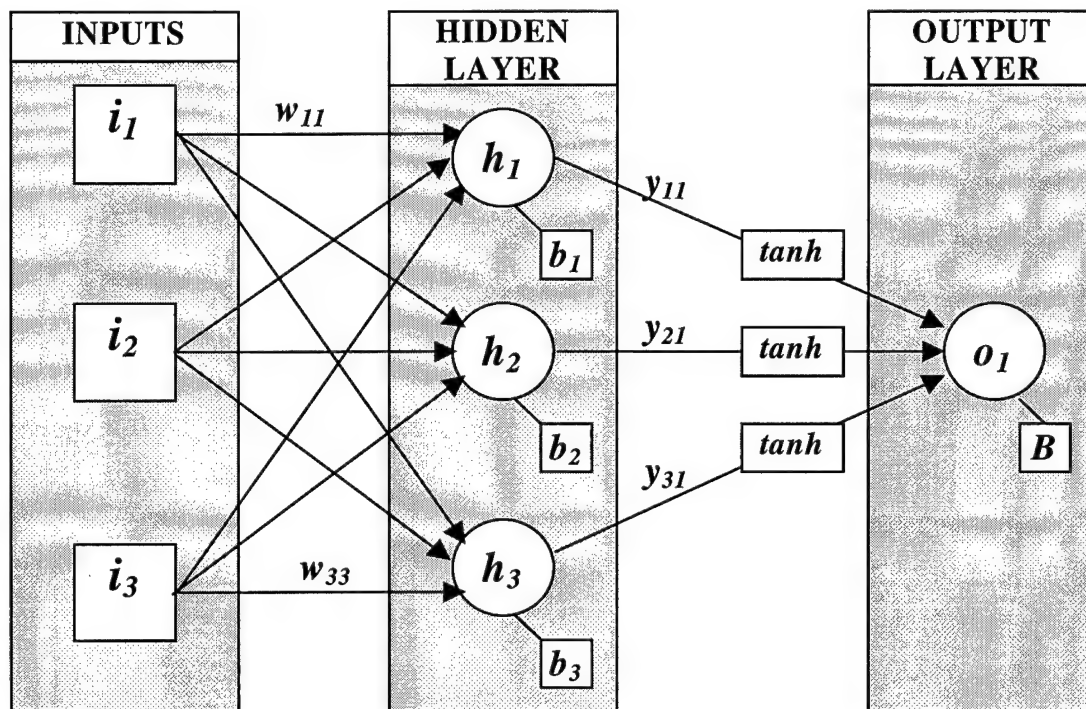 INPUTS
HIDDEN
LAYER
OUTPUT
LAYER
i1
w11
h1
y11
b1
tanh
i2
h2
y21
tanh
o1
b2
tanh
B
y31
i3
w33
h3
b3